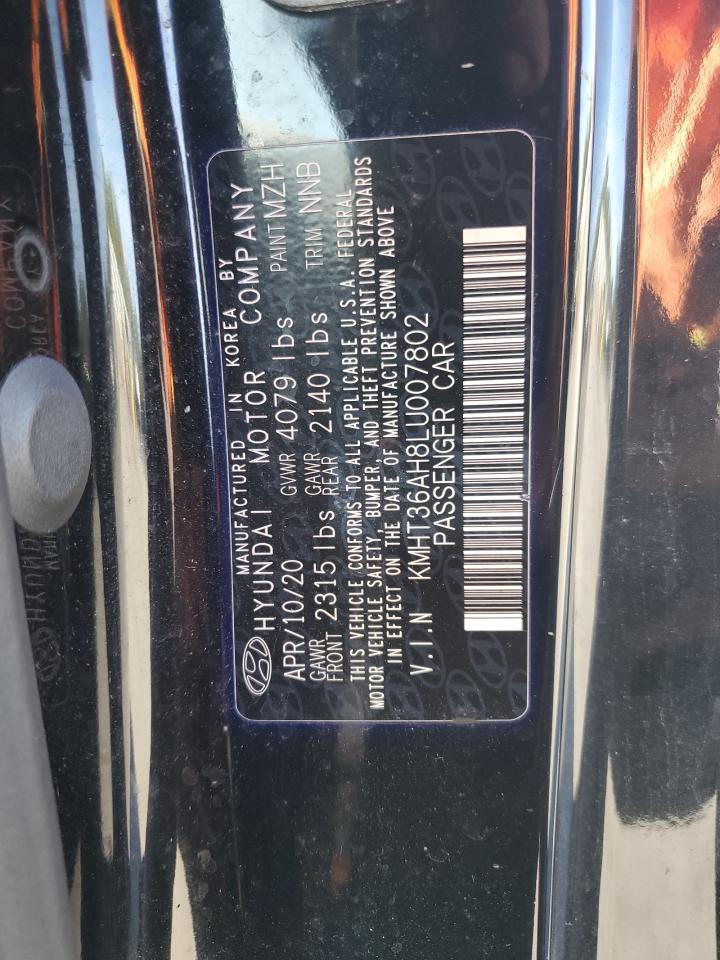 MANUFACTURED IN KOREA BY
HYUNDAI MOTOR COMPANY
APR/10/20 GVWR 4079 lbs PAINT MZH
GAWR FRONT 2315 lbs GAWR REAR 2140 lbs TRIM NNB
THIS VEHICLE CONFORMS TO ALL APPLICABLE U.S.A. FEDERAL
MOTOR VEHICLE SAFETY, BUMPER, AND THEFT PREVENTION STANDARDS
IN EFFECT ON THE DATE OF MANUFACTURE SHOWN ABOVE
V.I.N KMHT36AH8LU007802
PASSENGER CAR